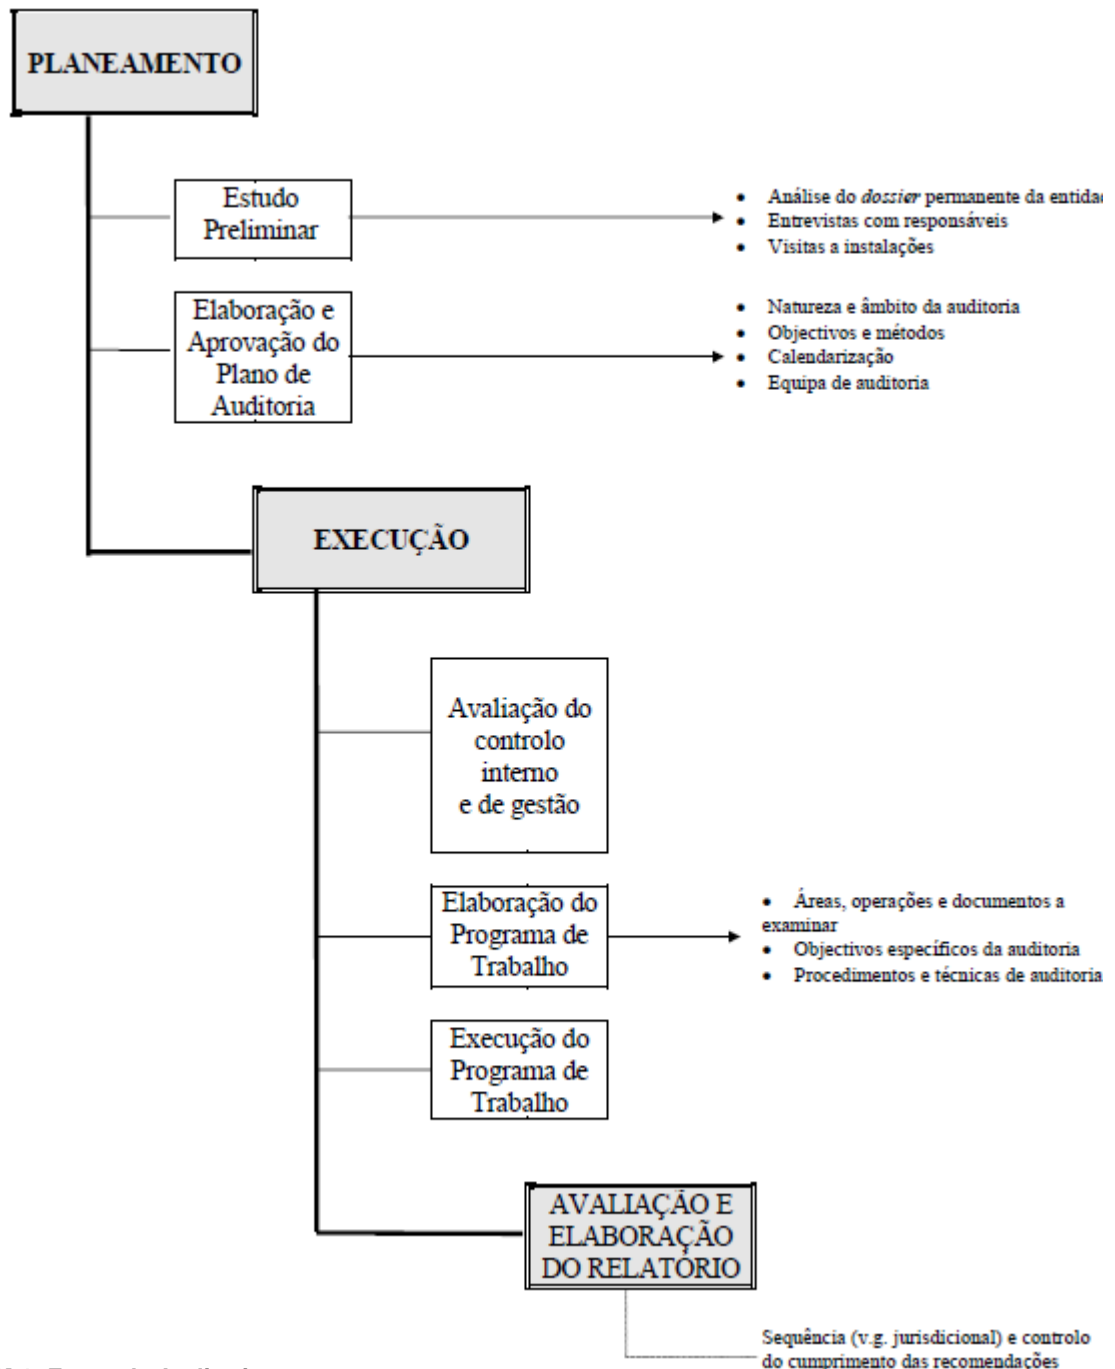 PLANEAMENTO
Estudo
Preliminar
• Análise do dossier permanente da
• Entrevistas com responsáveis
• Visitas a instalações
Elaboração e
Aprovação do
Plano de
Auditoria
• Natureza e âmbito da auditoria
• Objectivos e métodos
• Calendarização
• Equipa de auditoria
EXECUÇÃO
Avaliação do
controlo
interno
e de gestão
Elaboração do
Programa de
Trabalho
• Áreas, operações e documentos a
examinar
• Objectivos específicos da auditoria
• Procedimentos e técnicas de auditoria
Execução do
Programa de
Trabalho
AVALIAÇÃO E
ELABORAÇÃO
DO RELATÓRIO
Sequência (v.g. jurisdicional) e controlo
do cumprimento das recomendações